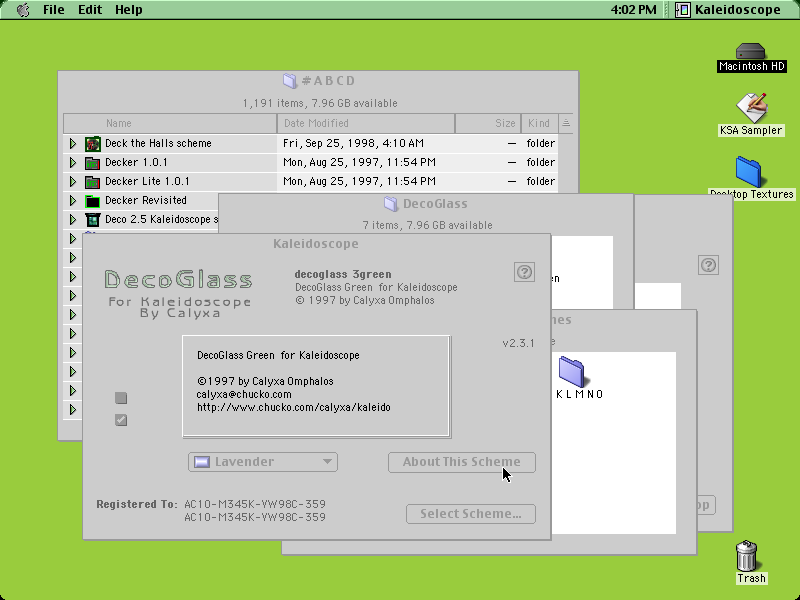 File Edit Help
4:02 PM Kaleidoscope
#ABCD
1,191 items, 7.96 GB available
Name Date Modified Size Kind
Deck the Halls scheme Fri, Sep 25, 1998, 4:10 AM — folder
Decker 1.0.1 Mon, Aug 25, 1997, 11:54 PM — folder
Decker Lite 1.0.1 Mon, Aug 25, 1997, 11:54 PM — folder
Decker Revisited
Deco 2.5 Kaleidoscope s
Macintosh HD
KSA Sampler
Desktop Textures
DecoGlass
7 items, 7.96 GB available
en
Kaleidoscope
DecoGlass
For Kaleidoscope
By Calyxa
decoglass 3green
DecoGlass Green for Kaleidoscope
© 1997 by Calyxa Omphalos
v2.3.1
DecoGlass Green for Kaleidoscope
©1997 by Calyxa Omphalos
calyxa@chucko.com
http://www.chucko.com/calyxa/kaleido
Lavender
About This Scheme
Registered To: AC10-M345K-YW98C-359
AC10-M345K-YW98C-359
Select Scheme...
mes
e
KLMNO
op
Trash